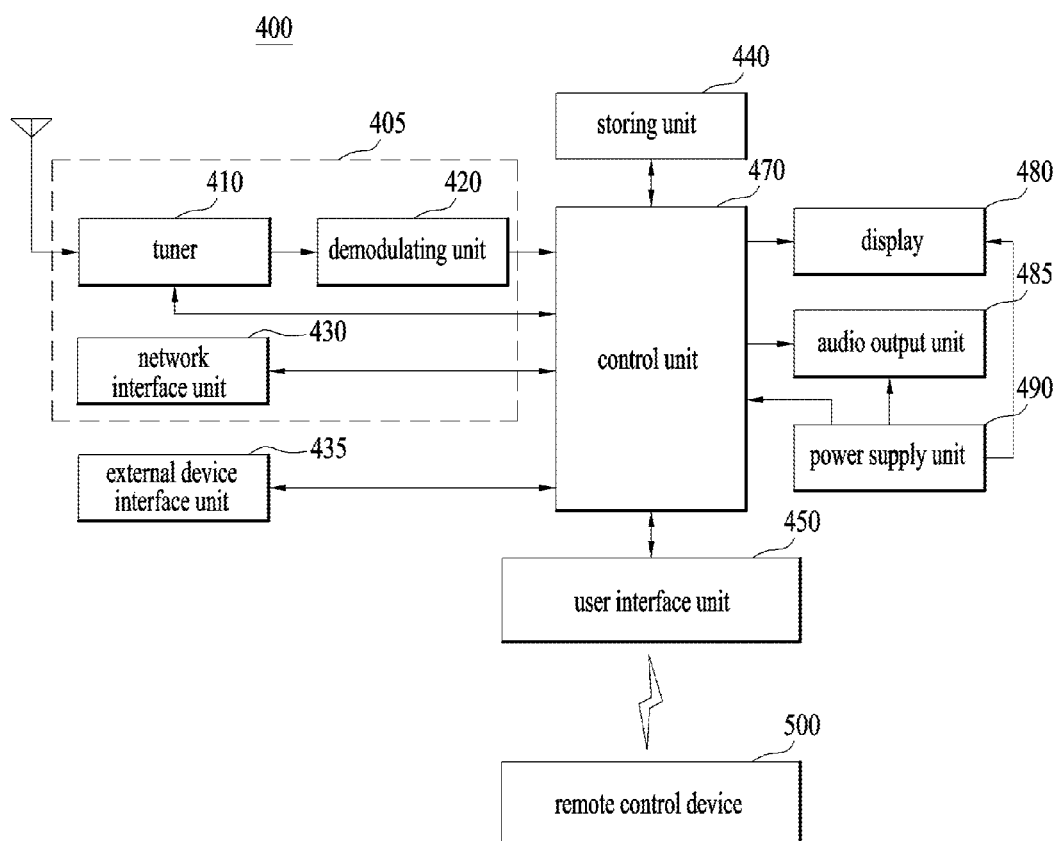 400
440
storing unit
405
410
tuner
420
demodulating unit
470
control unit
480
display
485
audio output unit
430
network
interface unit
490
power supply unit
435
external device
interface unit
450
user interface unit
500
remote control device